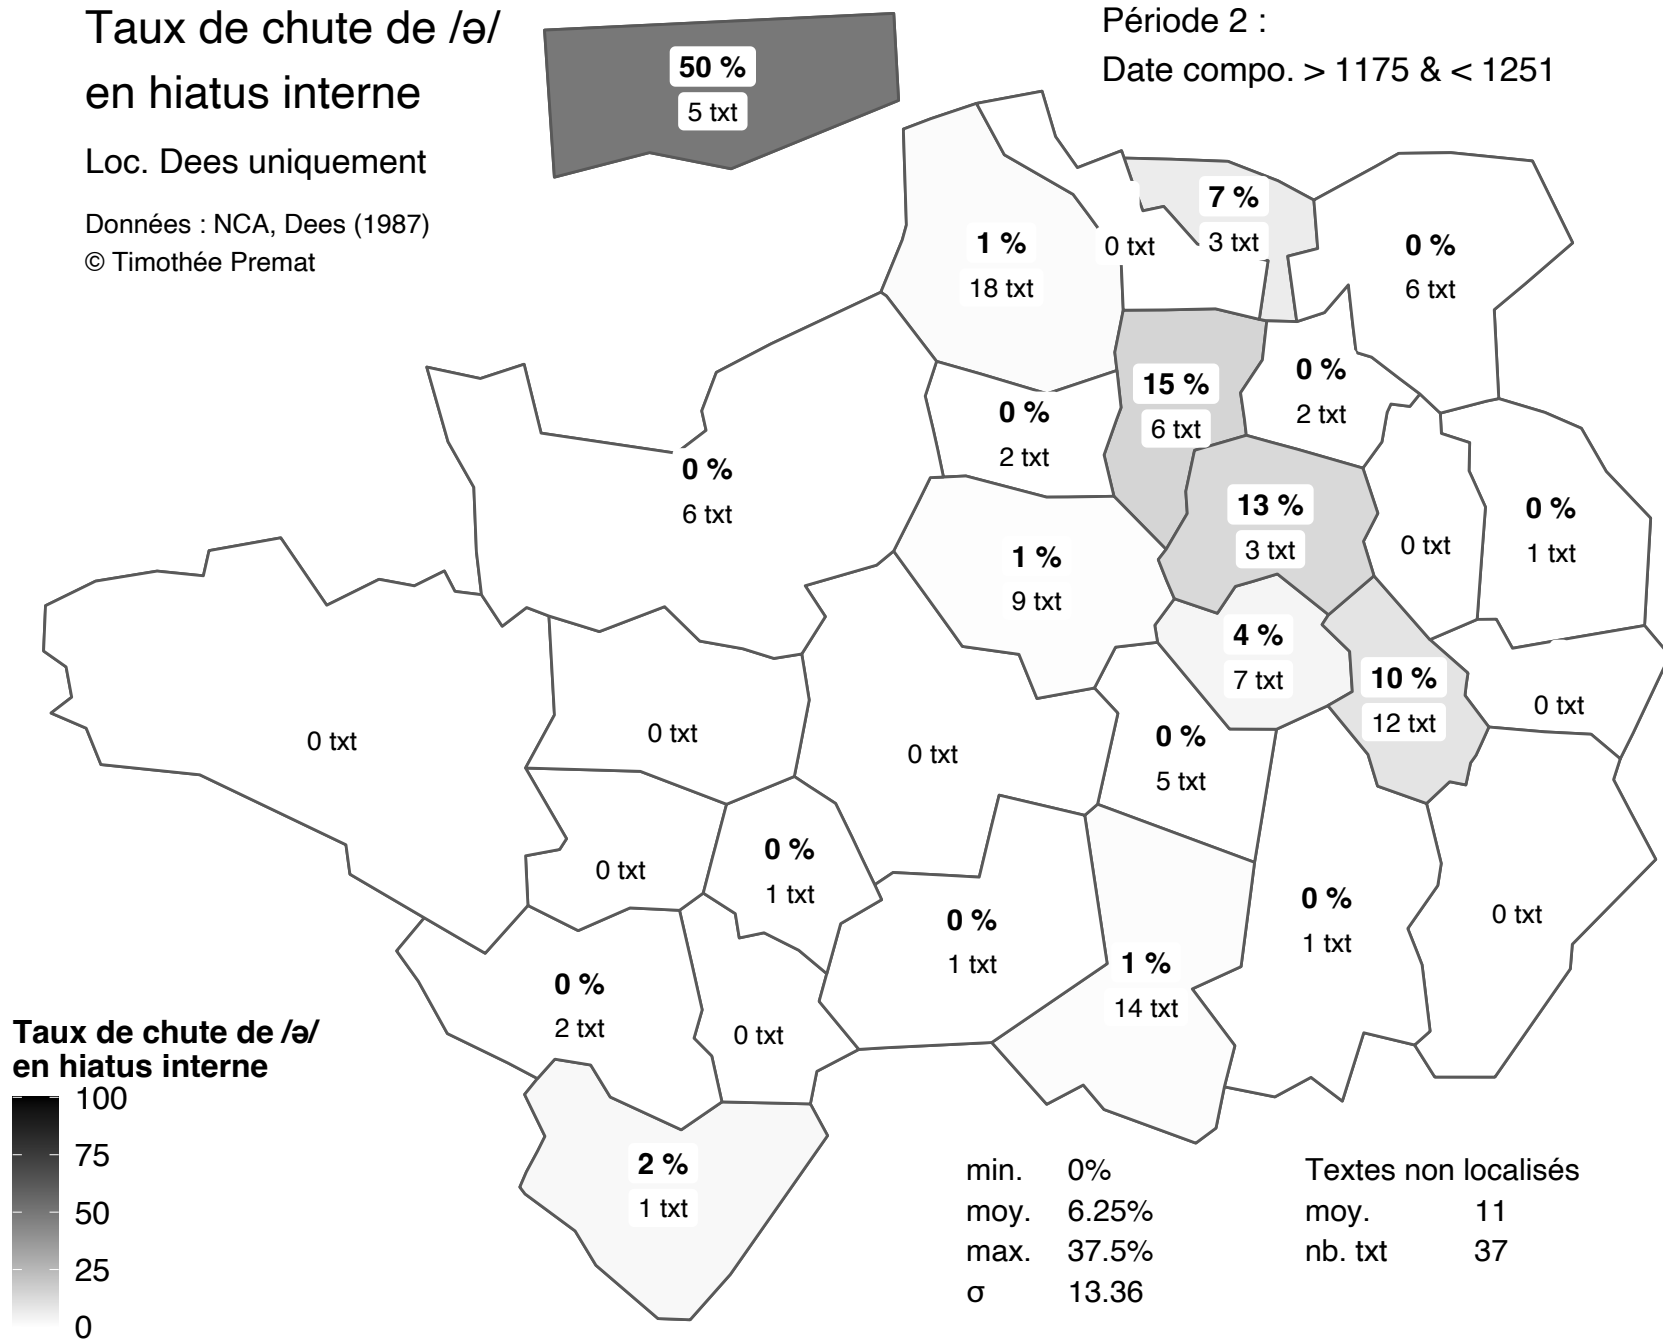 Taux de chute de /ə/
en hiatus interne
Loc. Dees uniquement
Données : NCA, Dees (1987)
© Timothée Premat
Période 2 :
Date compo. > 1175 & < 1251
50 %
5 txt
7 %
3 txt
1 %
18 txt
0 txt
0 %
6 txt
15 %
6 txt
0 %
2 txt
0 %
2 txt
0 %
6 txt
13 %
3 txt
0 txt
0 %
1 txt
1 %
9 txt
4 %
7 txt
10 %
12 txt
0 txt
0 txt
0 txt
0 txt
0 %
5 txt
0 txt
0 %
1 txt
0 %
1 txt
0 %
1 txt
0 txt
1 %
14 txt
0 %
2 txt
0 txt
2 %
1 txt
Taux de chute de /ə/
en hiatus interne
100
75
50
25
0
min. 0%
moy. 6.25%
max. 37.5%
σ 13.36
Textes non localisés
moy. 11
nb. txt 37